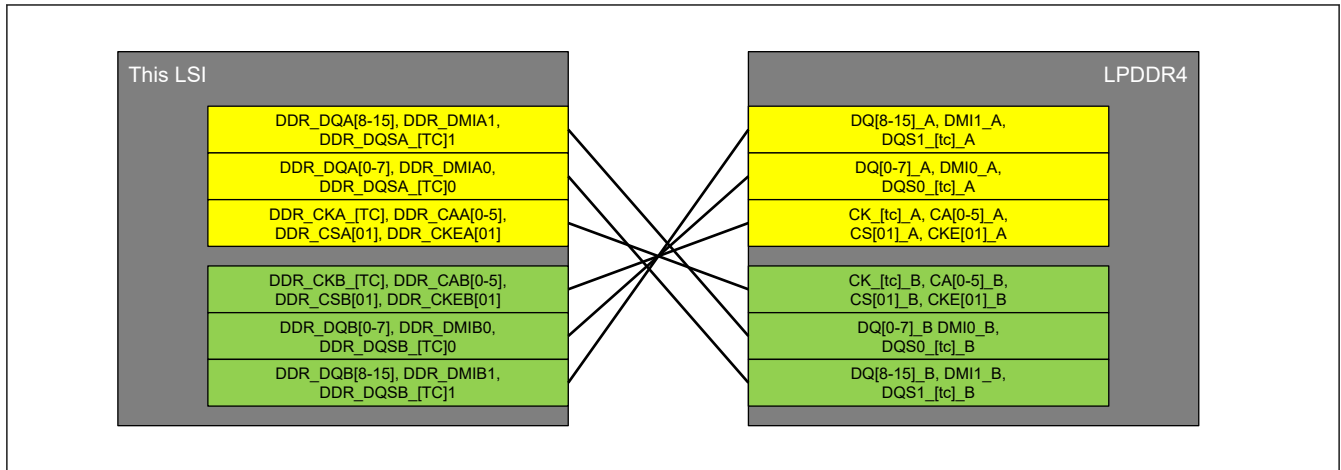 This LSI
DDR_DQA[8-15], DDR_DMIA1,
DDR_DQSA_[TC]1
DDR_DQA[0-7], DDR_DMIA0,
DDR_DQSA_[TC]0
DDR_CKA_[TC], DDR_CAA[0-5],
DDR_CSA[01], DDR_CKEA[01]
DDR_CKB_[TC], DDR_CAB[0-5],
DDR_CSB[01], DDR_CKEB[01]
DDR_DQB[0-7], DDR_DMIB0,
DDR_DQSB_[TC]0
DDR_DQB[8-15], DDR_DMIB1,
DDR_DQSB_[TC]1
LPDDR4
DQ[8-15]_A, DMI1_A,
DQS1_[tc]_A
DQ[0-7]_A, DMI0_A,
DQS0_[tc]_A
CK_[tc]_A, CA[0-5]_A,
CS[01]_A, CKE[01]_A
CK_[tc]_B, CA[0-5]_B,
CS[01]_B, CKE[01]_B
DQ[0-7]_B DMI0_B,
DQS0_[tc]_B
DQ[8-15]_B, DMI1_B,
DQS1_[tc]_B